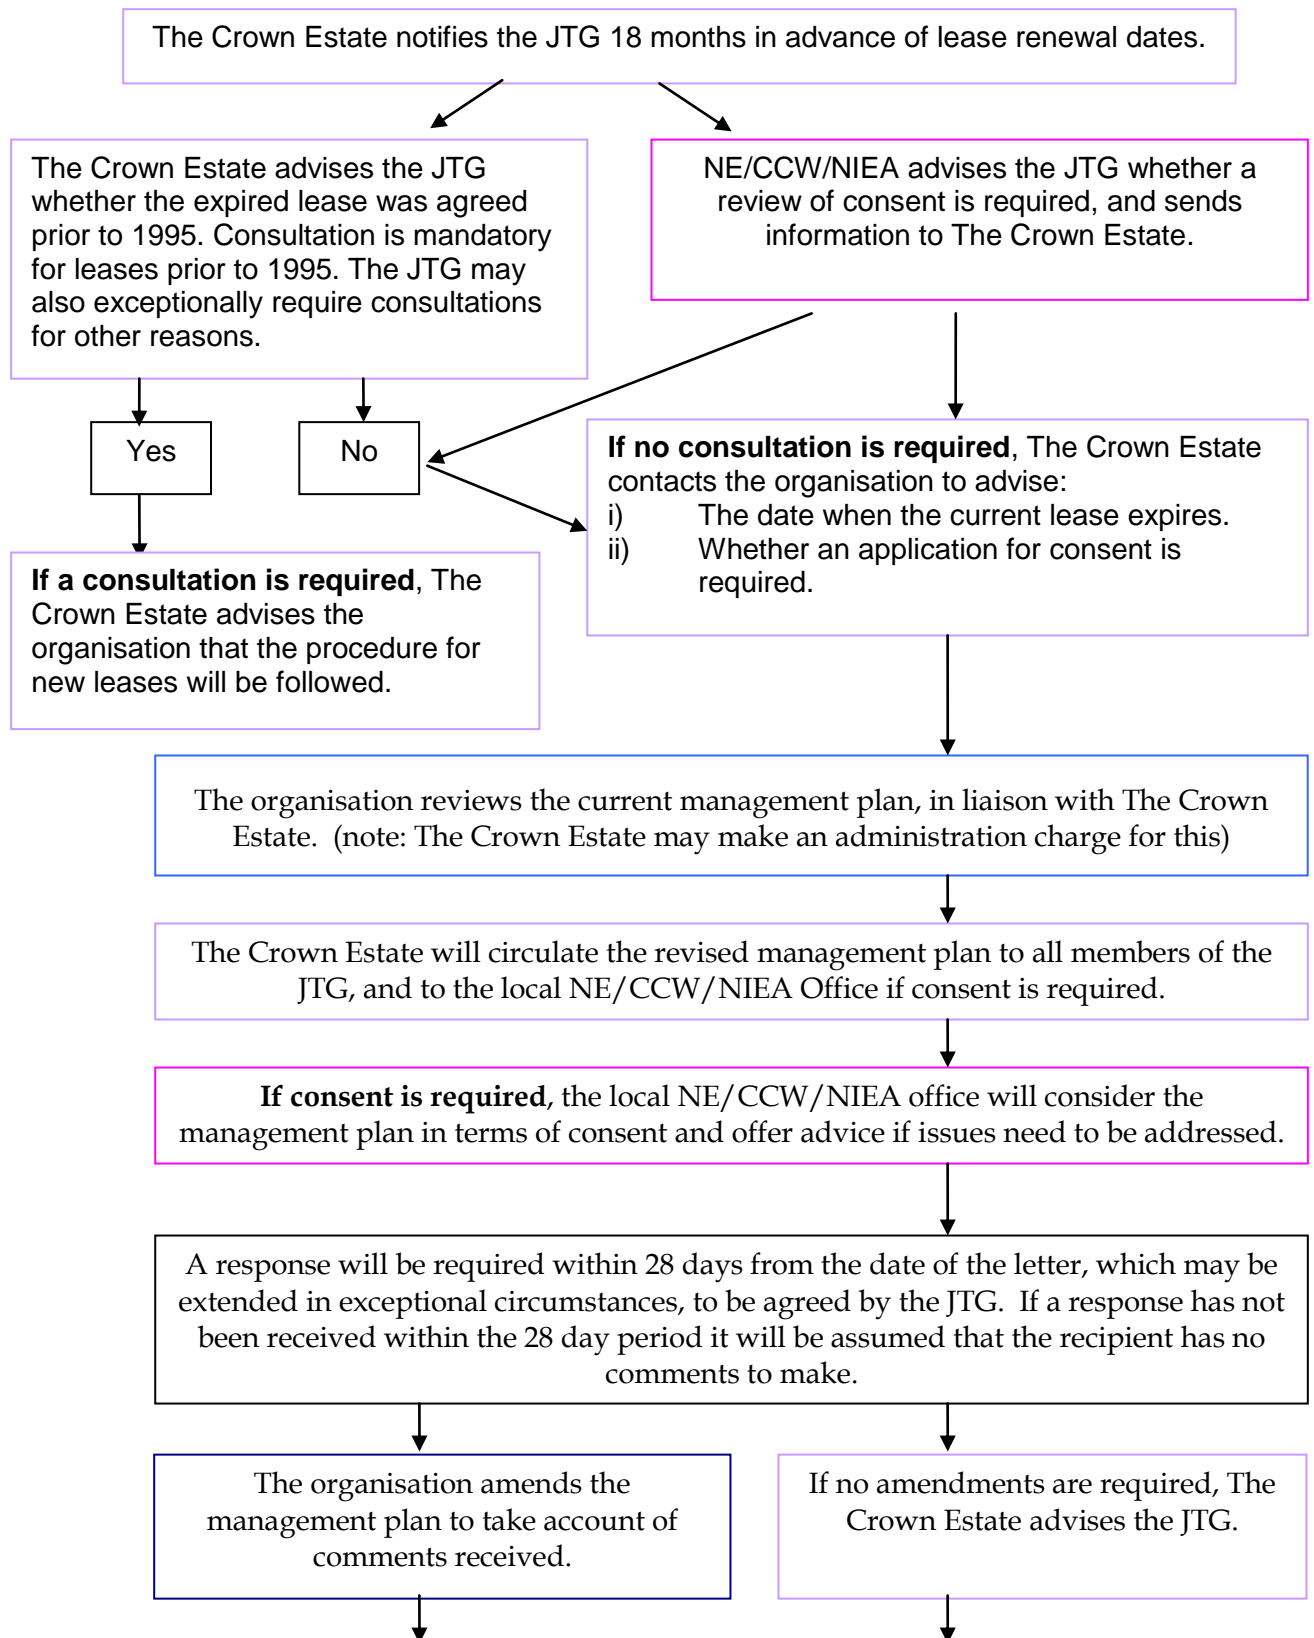 The Crown Estate notifies the JTG 18 months in advance of lease renewal dates.
The Crown Estate advises the JTG
whether the expired lease was agreed
prior to 1995. Consultation is mandatory
for leases prior to 1995. The JTG may
also exceptionally require consultations
for other reasons.
NE/CCW/NIEA advises the JTG whether a
review of consent is required, and sends
information to The Crown Estate.
Yes
No
If no consultation is required, The Crown Estate
contacts the organisation to advise:
i) The date when the current lease expires.
ii) Whether an application for consent is
required.
If a consultation is required, The
Crown Estate advises the
organisation that the procedure for
new leases will be followed.
The organisation reviews the current management plan, in liaison with The Crown
Estate. (note: The Crown Estate may make an administration charge for this)
The Crown Estate will circulate the revised management plan to all members of the
JTG, and to the local NE/CCW/NIEA Office if consent is required.
If consent is required, the local NE/CCW/NIEA office will consider the
management plan in terms of consent and offer advice if issues need to be addressed.
A response will be required within 28 days from the date of the letter, which may be
extended in exceptional circumstances, to be agreed by the JTG. If a response has not
been received within the 28 day period it will be assumed that the recipient has no
comments to make.
The organisation amends the
management plan to take account of
comments received.
If no amendments are required, The
Crown Estate advises the JTG.